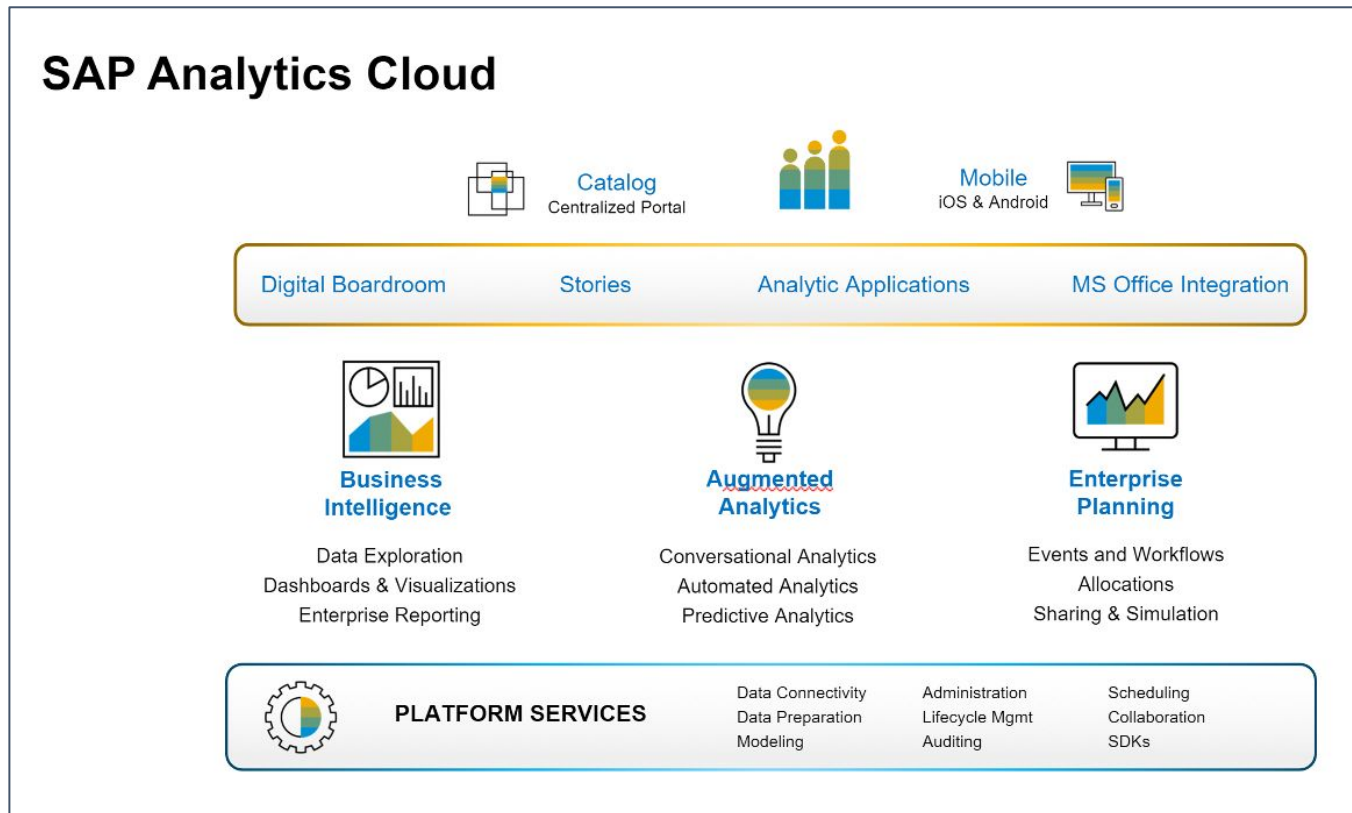 SAP Analytics Cloud
Catalog
Centralized Portal
Mobile
iOS & Android
Digital Boardroom
Stories
Analytic Applications
MS Office Integration
Business
Intelligence
Data Exploration
Dashboards & Visualizations
Enterprise Reporting
Augmented
Analytics
Conversational Analytics
Automated Analytics
Predictive Analytics
Enterprise
Planning
Events and Workflows
Allocations
Sharing & Simulation
PLATFORM SERVICES
Data Connectivity
Data Preparation
Modeling
Administration
Lifecycle Mgmt
Auditing
Scheduling
Collaboration
SDKs